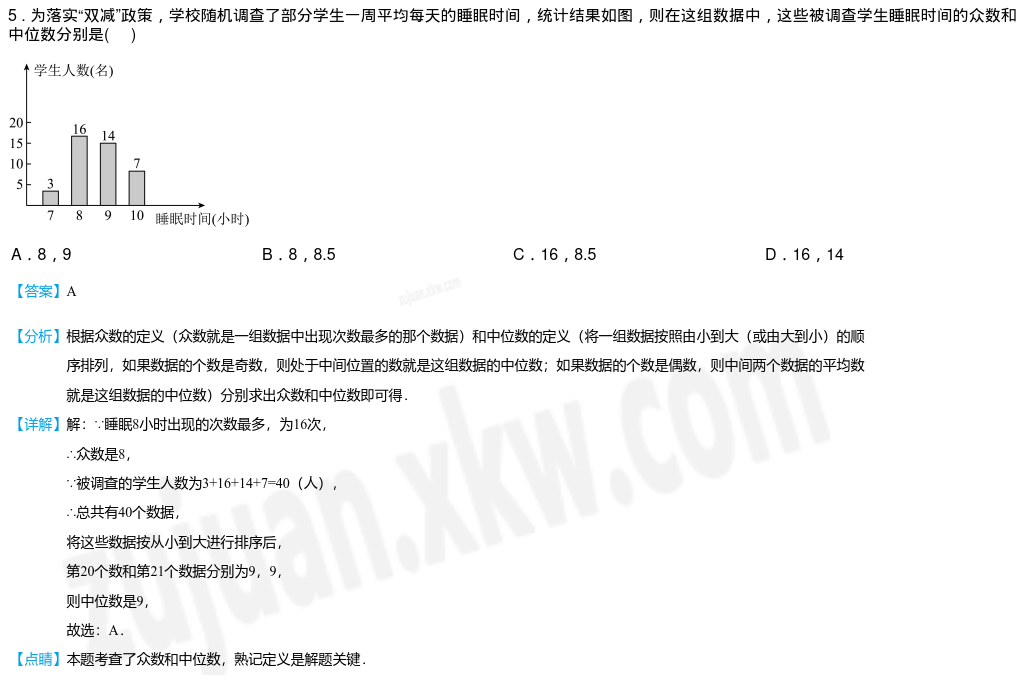 5．为落实“双减”政策，学校随机调查了部分学生一周平均每天的睡眠时间，统计结果如图，则在这组数据中，这些被调查学生睡眠时间的众数和
中位数分别是(　　)
学生人数(名)
20
15
10
5
3
16
14
7
7
8
9
10
睡眠时间(小时)
A．8，9
B．8，8.5
C．16，8.5
D．16，14
【答案】A
【分析】根据众数的定义（众数就是一组数据中出现次数最多的那个数据）和中位数的定义（将一组数据按照由小到大（或由大到小）的顺
序排列，如果数据的个数是奇数，则处于中间位置的数就是这组数据的中位数；如果数据的个数是偶数，则中间两个数据的平均数
就是这组数据的中位数）分别求出众数和中位数即可得．
【详解】解：∵睡眠8小时出现的次数最多，为16次，
∴众数是8，
∵被调查的学生人数为3+16+14+7=40（人），
∴总共有40个数据，
将这些数据按从小到大进行排序后，
第20个数和第21个数据分别为9，9，
则中位数是9，
故选：A．
【点睛】本题考查了众数和中位数，熟记定义是解题关键．
zujuan.xkw.com
zujuan.xkw.com